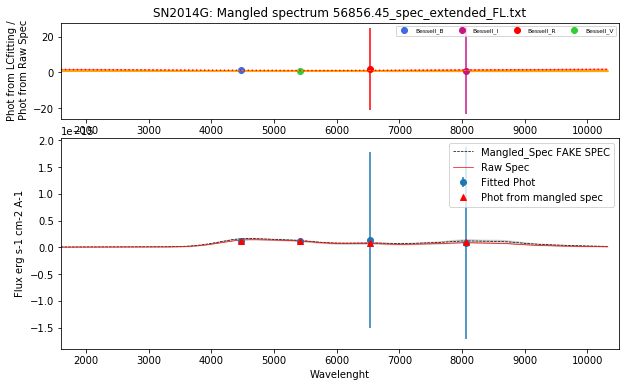 SN2014G: Mangled spectrum 56856.45_spec_extended_FL.txt
Phot from LCfitting /
Phot from Raw Spec
20
0
−20
Bessell_B
Bessell_I
Bessell_R
Bessell_V
2000 3000 4000 5000 6000 7000 8000 9000 10000
1e−15
Flux erg s-1 cm-2 A-1
2.0
1.5
1.0
0.5
0.0
−0.5
−1.0
−1.5
Mangled_Spec FAKE SPEC
Raw Spec
Fitted Phot
Phot from mangled spec
2000 3000 4000 5000 6000 7000 8000 9000 10000
Wavelenght